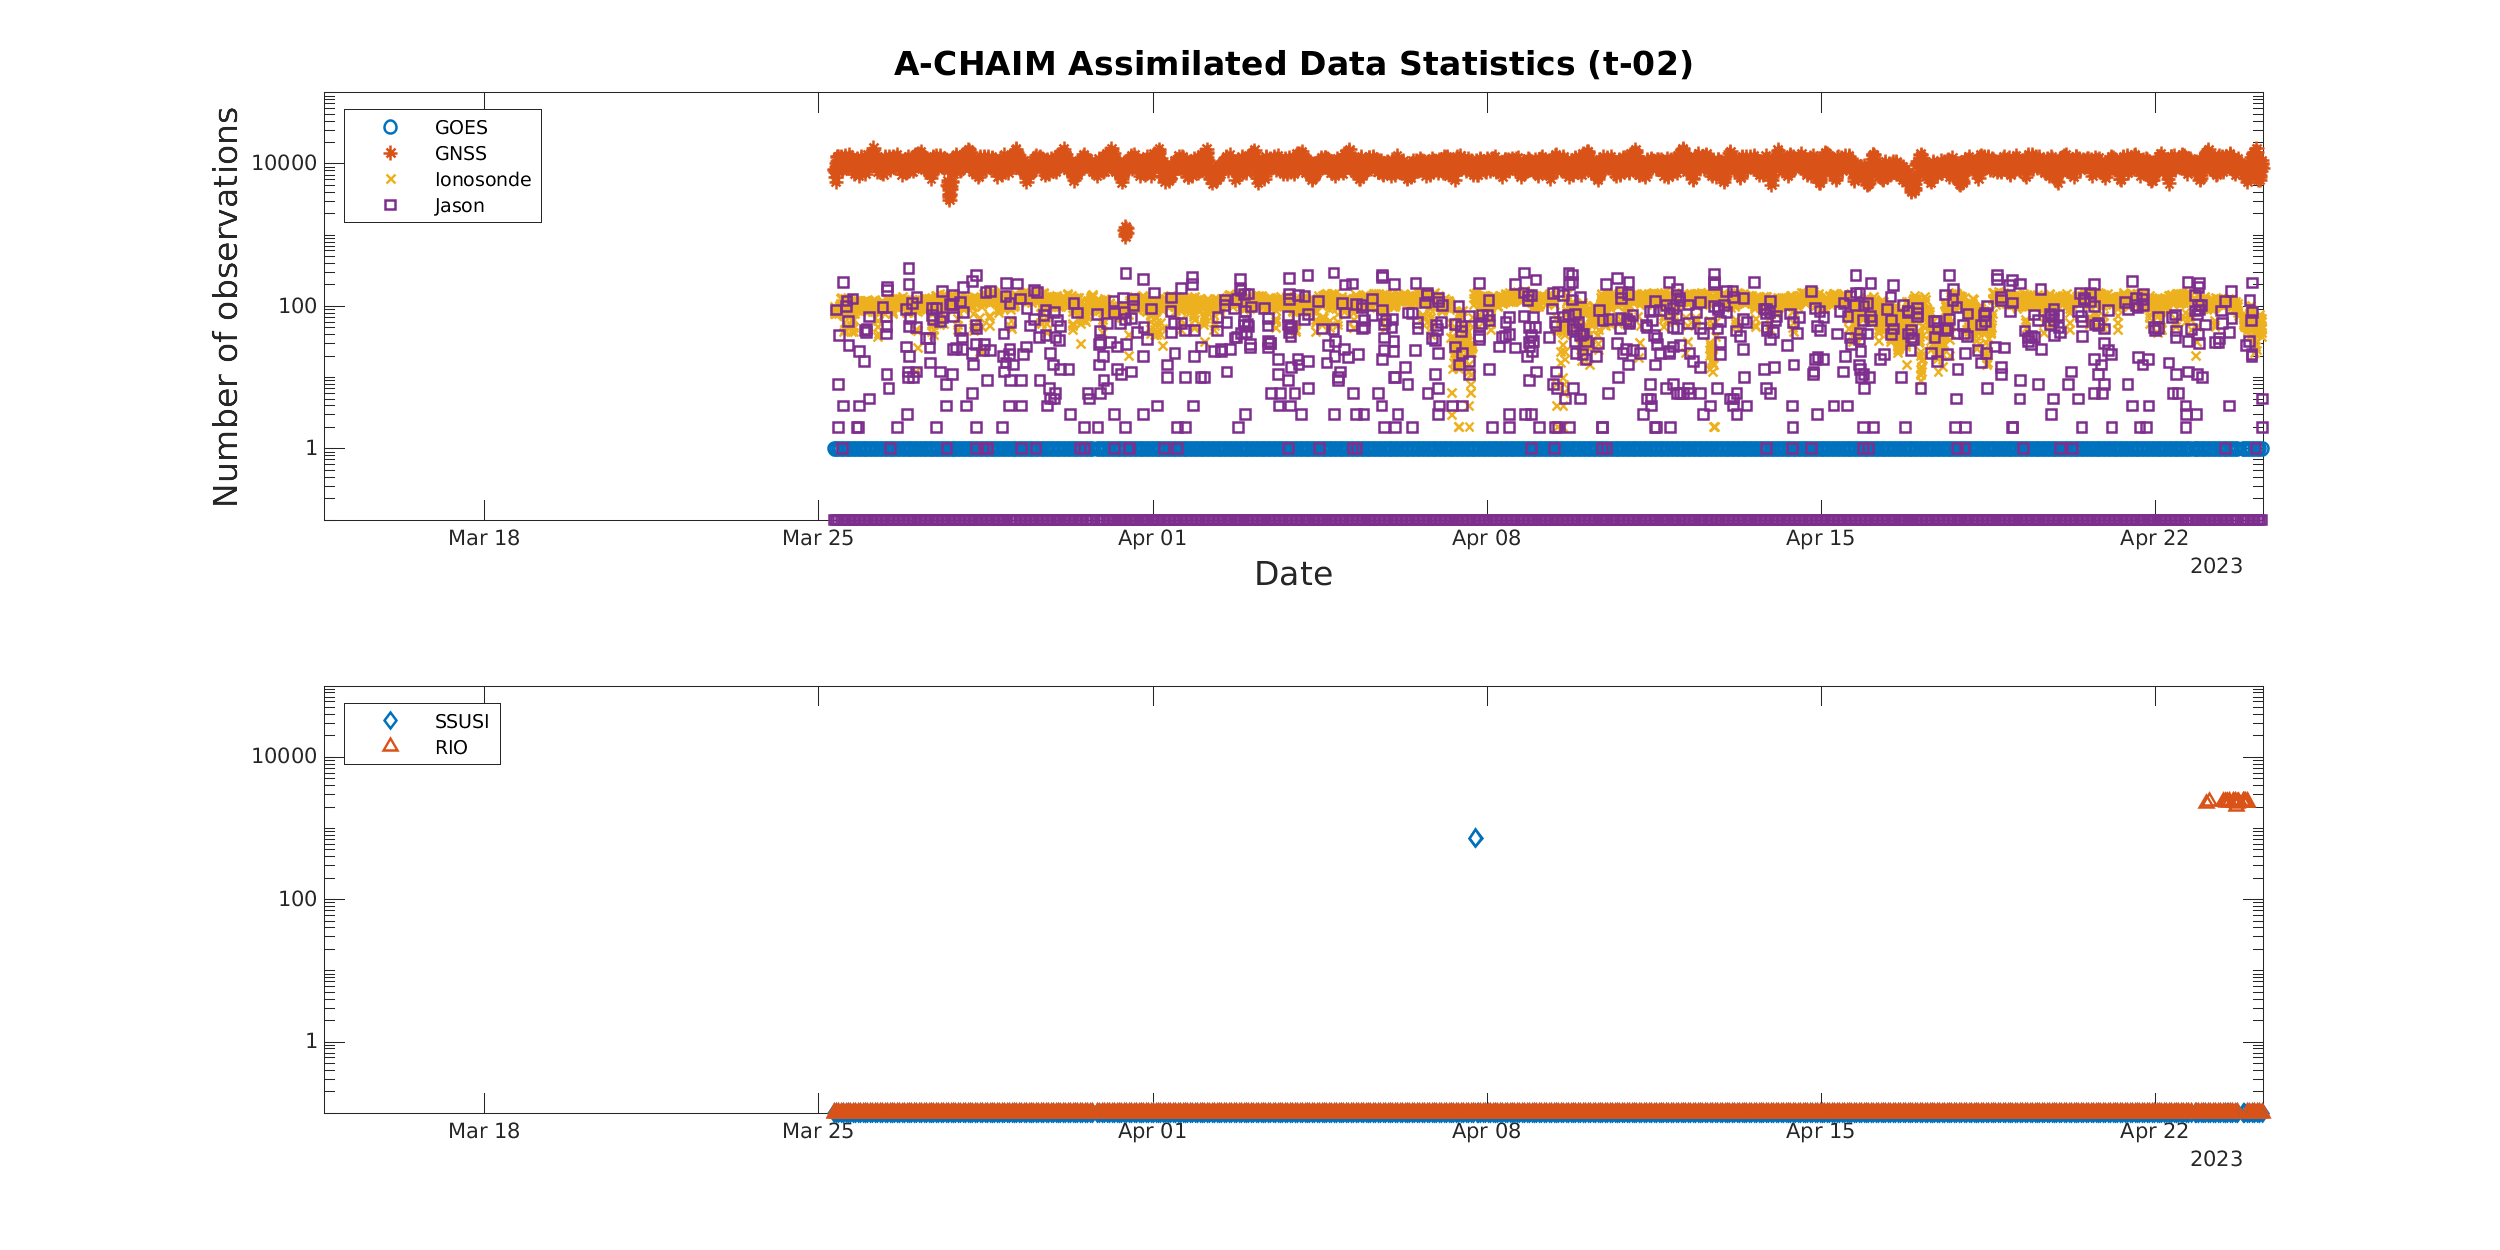 A-CHAIM Assimilated Data Statistics (t-02)
Number of observations
10000
100
1
GOES
GNSS
Ionosonde
Jason
Mar 18 Mar 25 Apr 01 Apr 08 Apr 15 Apr 22
2023
Date
10000
100
1
SSUSI
RIO
Mar 18 Mar 25 Apr 01 Apr 08 Apr 15 Apr 22
2023